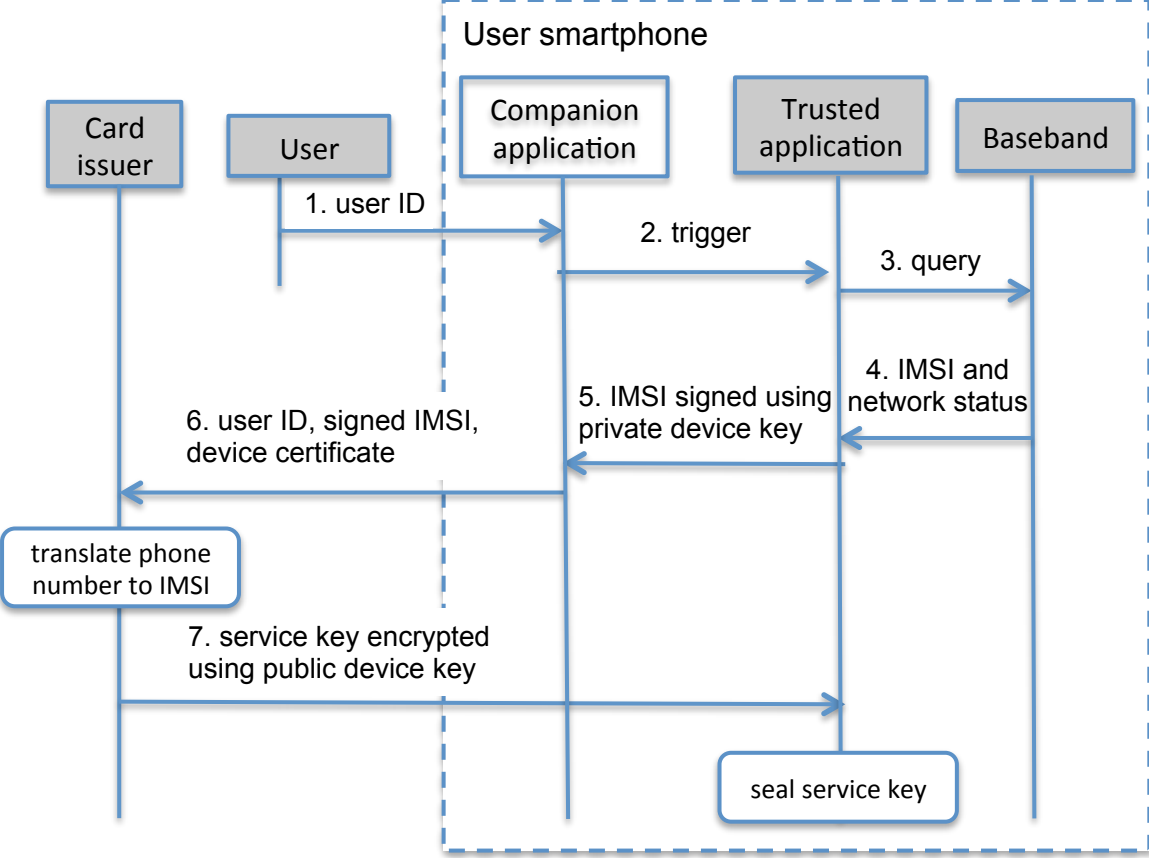 User smartphone
Card
issuer
User
Companion
application
Trusted
application
Baseband
1. user ID
2. trigger
3. query
4. IMSI and
network status
5. IMSI signed using
private device key
6. user ID, signed IMSI,
device certificate
translate phone
number to IMSI
7. service key encrypted
using public device key
seal service key